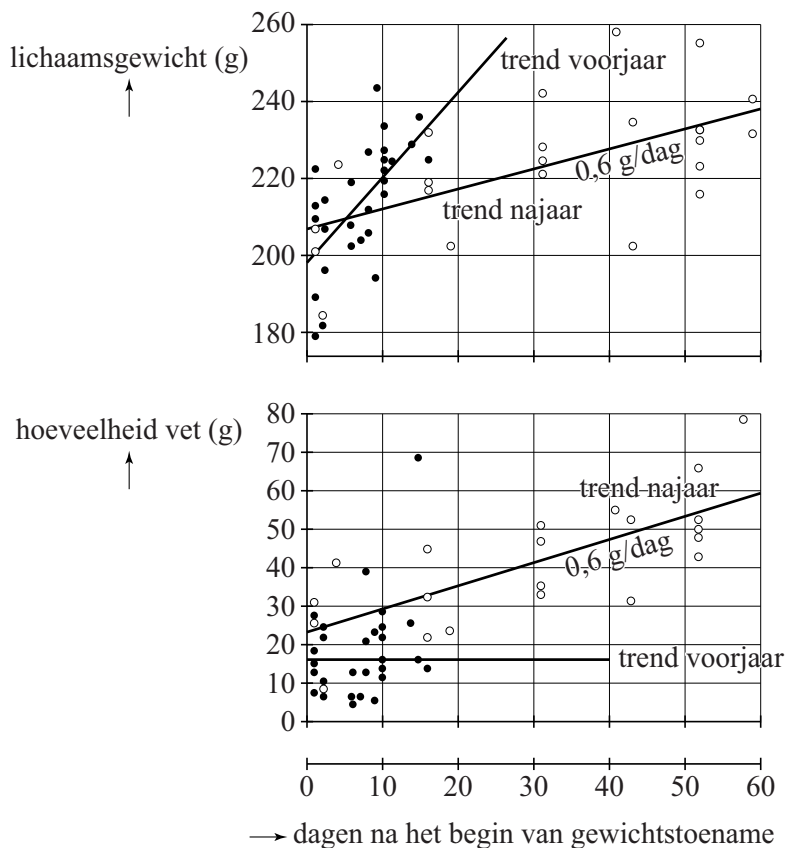 260
lichaamsgewicht (g)
trend voorjaar
240
0,6 g/dag
220
trend najaar
200
180
80
hoeveelheid vet (g)
70
trend najaar
60
50
0,6 g/dag
40
30
20
trend voorjaar
10
0
0 10 20 30 40 50 60
dagen na het begin van gewichtstoename